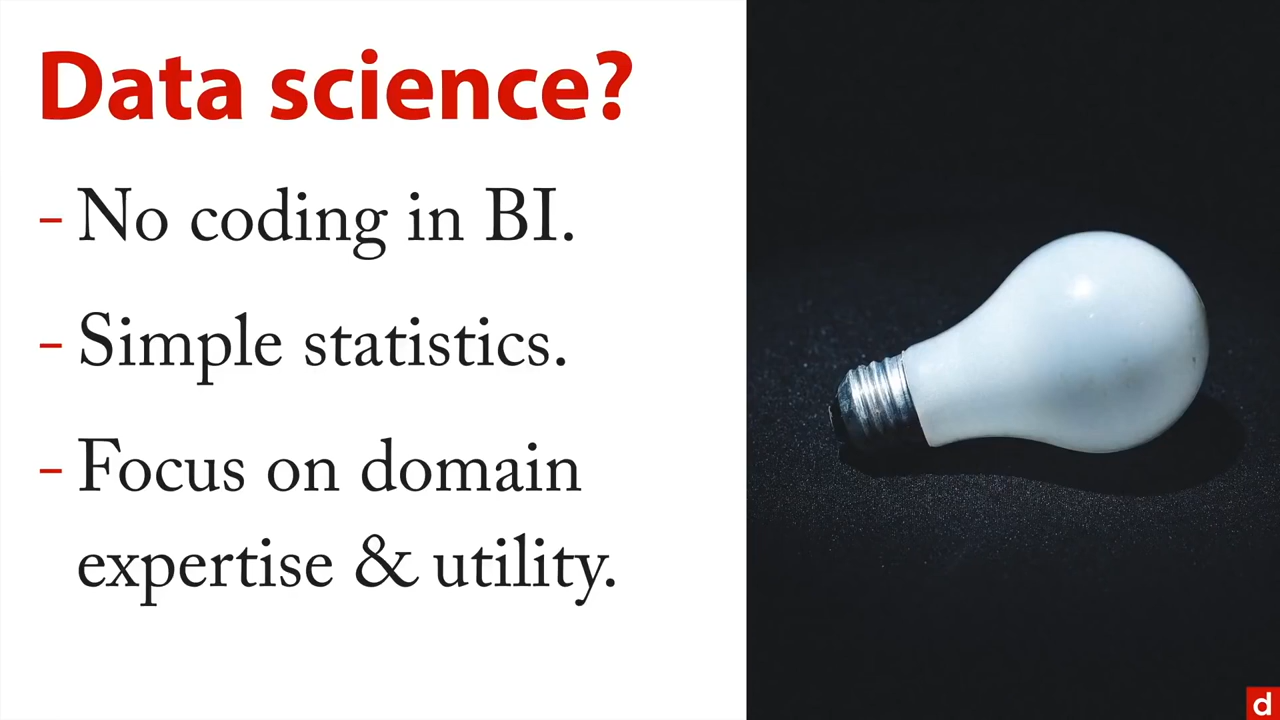 Data science?
- No coding in BI.
- Simple statistics.
- Focus on domain
expertise & utility.
d